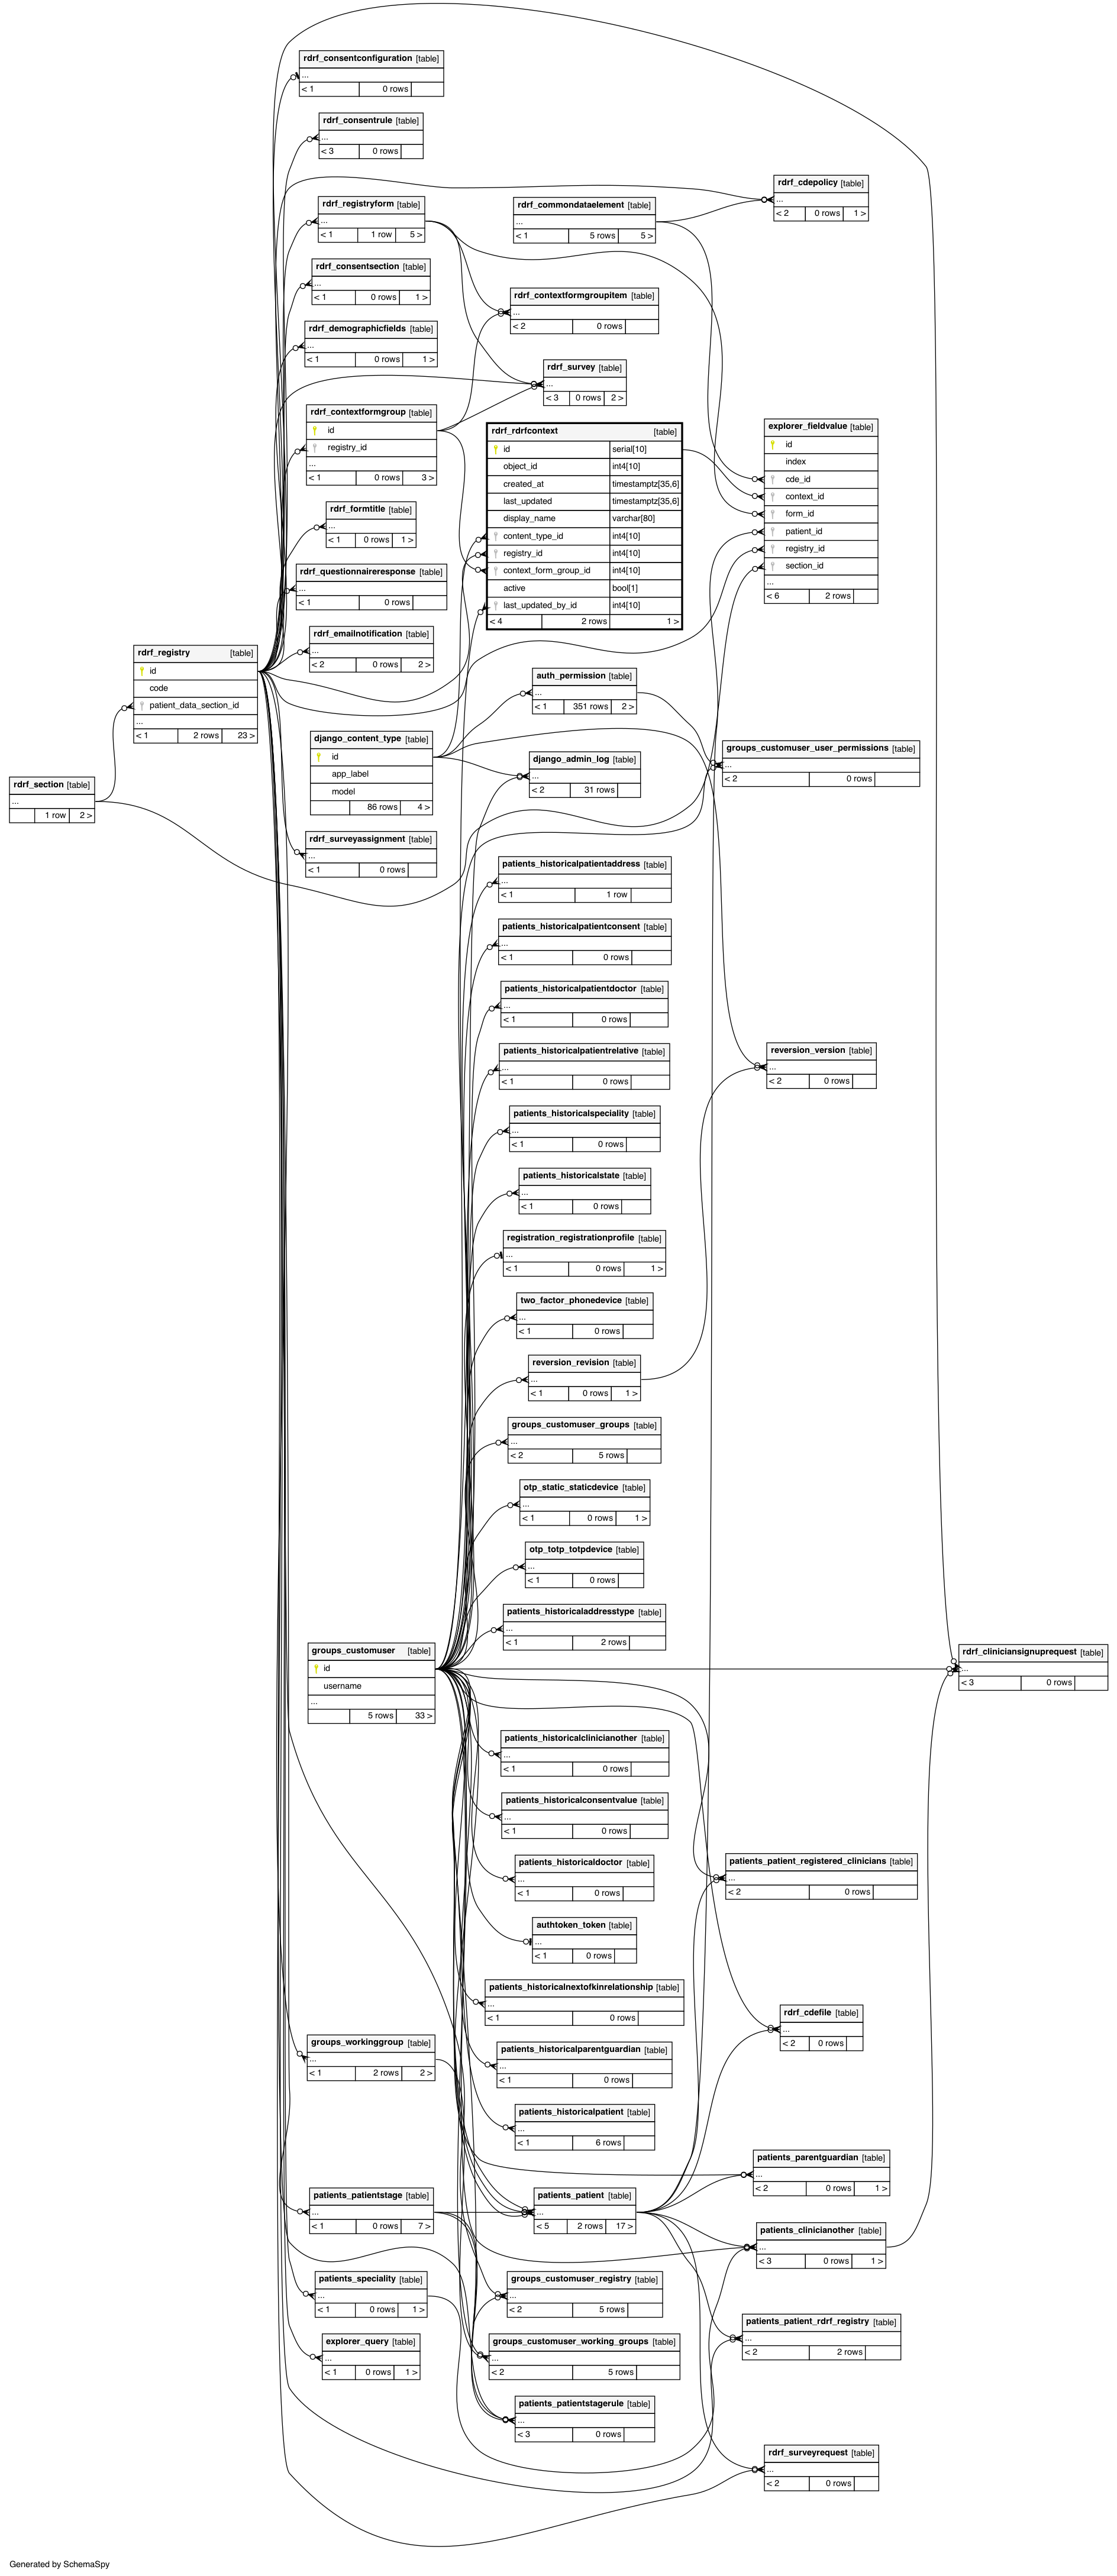 rdrf_consentconfiguration [table]
...
< 1 0 rows
rdrf_consentrule [table]
...
< 3 0 rows
rdrf_cdepolicy [table]
...
< 2 0 rows 1 >
rdrf_registryform [table]
...
< 1 1 row 5 >
rdrf_commondataelement [table]
...
< 1 5 rows 5 >
rdrf_consentsection [table]
...
< 1 0 rows 1 >
rdrf_contextformgroupitem [table]
...
< 2 0 rows
rdrf_demographicfields [table]
...
< 1 0 rows 1 >
rdrf_survey [table]
...
< 3 0 rows 2 >
rdrf_contextformgroup [table]
id
registry_id
...
< 1 0 rows 3 >
rdrf_rdrfcontext [table]
id serial[10]
object_id int4[10]
created_at timestamptz[35,6]
last_updated timestamptz[35,6]
display_name varchar[80]
content_type_id int4[10]
registry_id int4[10]
context_form_group_id int4[10]
active bool[1]
last_updated_by_id int4[10]
< 4 2 rows 1 >
explorer_fieldvalue [table]
id
index
cde_id
context_id
form_id
patient_id
registry_id
section_id
...
< 6 2 rows
rdrf_formtitle [table]
...
< 1 0 rows 1 >
rdrf_questionnaireresponse [table]
...
< 1 0 rows
rdrf_emailnotification [table]
...
< 2 0 rows 2 >
rdrf_registry [table]
id
code
patient_data_section_id
...
< 1 2 rows 23 >
auth_permission [table]
...
< 1 351 rows 2 >
django_content_type [table]
id
app_label
model
86 rows 4 >
django_admin_log [table]
...
< 2 31 rows
groups_customuser_user_permissions [table]
...
< 2 0 rows
rdrf_section [table]
...
1 row 2 >
rdrf_surveyassignment [table]
...
< 1 0 rows
patients_historicalpatientaddress [table]
...
< 1 1 row
patients_historicalpatientconsent [table]
...
< 1 0 rows
patients_historicalpatientdoctor [table]
...
< 1 0 rows
patients_historicalpatientrelative [table]
...
< 1 0 rows
reversion_version [table]
...
< 2 0 rows
patients_historicalspeciality [table]
...
< 1 0 rows
patients_historicalstate [table]
...
< 1 0 rows
registration_registrationprofile [table]
...
< 1 0 rows 1 >
two_factor_phonedevice [table]
...
< 1 0 rows
reversion_revision [table]
...
< 1 0 rows 1 >
groups_customuser_groups [table]
...
< 2 5 rows
otp_static_staticdevice [table]
...
< 1 0 rows 1 >
otp_totp_totpdevice [table]
...
< 1 0 rows
patients_historicaladdresstype [table]
...
< 1 2 rows
groups_customuser [table]
id
username
...
5 rows 33 >
rdrf_cliniciansignuprequest [table]
...
< 3 0 rows
patients_historicalclinicianother [table]
...
< 1 0 rows
patients_historicalconsentvalue [table]
...
< 1 0 rows
patients_historicaldoctor [table]
...
< 1 0 rows
patients_patient_registered_clinicians [table]
...
< 2 0 rows
authtoken_token [table]
...
< 1 0 rows
patients_historicalnextofkinrelationship [table]
...
< 1 0 rows
rdrf_cdefile [table]
...
< 2 0 rows
groups_workinggroup [table]
...
< 1 2 rows 2 >
patients_historicalparentguardian [table]
...
< 1 0 rows
patients_historicalpatient [table]
...
< 1 6 rows
patients_parentguardian [table]
...
< 2 0 rows 1 >
patients_patientstage [table]
...
< 1 0 rows 7 >
patients_patient [table]
...
< 5 2 rows 17 >
patients_clinicianother [table]
...
< 3 0 rows 1 >
patients_speciality [table]
...
< 1 0 rows 1 >
groups_customuser_registry [table]
...
< 2 5 rows
patients_patient_rdrf_registry [table]
...
< 2 2 rows
explorer_query [table]
...
< 1 0 rows 1 >
groups_customuser_working_groups [table]
...
< 2 5 rows
patients_patientstagerule [table]
...
< 3 0 rows
rdrf_surveyrequest [table]
...
< 2 0 rows
Generated by SchemaSpy